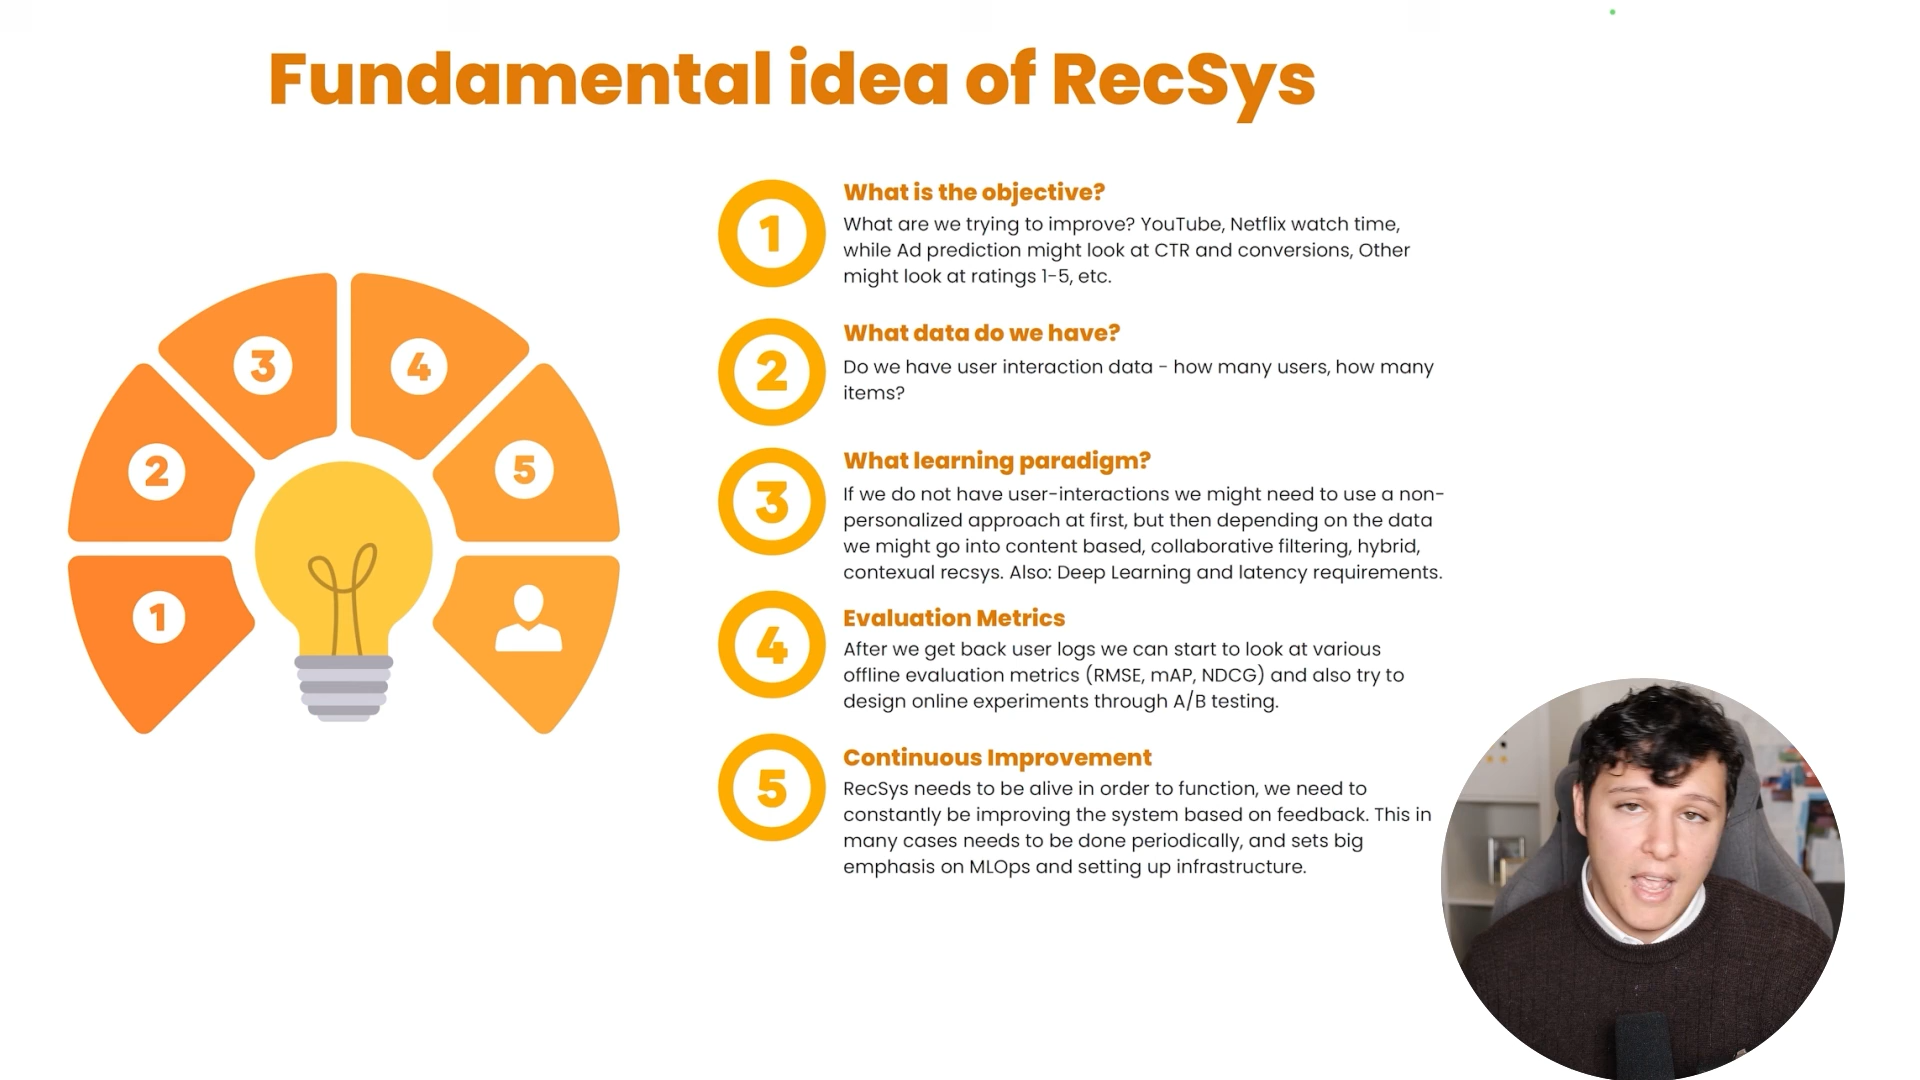 Fundamental idea of RecSys
1
What is the objective?
What are we trying to improve? YouTube, Netflix watch time,
while Ad prediction might look at CTR and conversions, Other
might look at ratings 1-5, etc.
2
What data do we have?
Do we have user interaction data - how many users, how many
items?
3
What learning paradigm?
If we do not have user-interactions we might need to use a non-
personalized approach at first, but then depending on the data
we might go into content based, collaborative filtering, hybrid,
contexual recsys. Also: Deep Learning and latency requirements.
4
Evaluation Metrics
After we get back user logs we can start to look at various
offline evaluation metrics (RMSE, mAP, NDCG) and also try to
design online experiments through A/B testing.
5
Continuous Improvement
RecSys needs to be alive in order to function, we need to
constantly be improving the system based on feedback. This in
many cases needs to be done periodically, and sets big
emphasis on MLOps and setting up infrastructure.
1
2
3
4
5